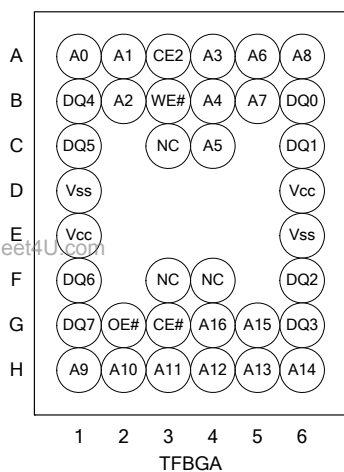 A A0 A1 CE2 A3 A6 A8
B DQ4 A2 WE# A4 A7 DQ0
C DQ5 NC A5 DQ1
D Vss Vcc
E Vcc Vss
eet4U.com
F DQ6 NC NC DQ2
G DQ7 OE# CE# A16 A15 DQ3
H A9 A10 A11 A12 A13 A14
1 2 3 4 5 6
TFBGA